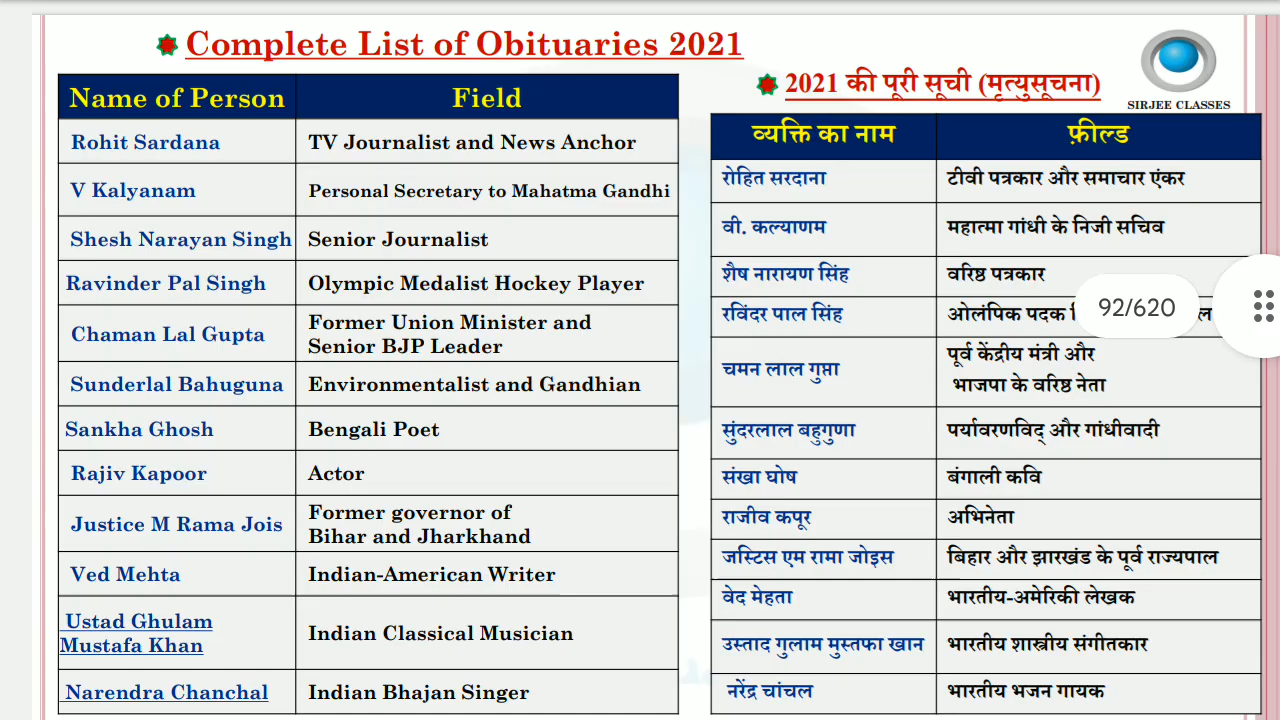 Complete List of Obituaries 2021
Name of Person Field
Rohit Sardana TV Journalist and News Anchor
V Kalyanam Personal Secretary to Mahatma Gandhi
Shesh Narayan Singh Senior Journalist
Ravinder Pal Singh Olympic Medalist Hockey Player
Chaman Lal Gupta Former Union Minister and
Senior BJP Leader
Sunderlal Bahuguna Environmentalist and Gandhian
Sankha Ghosh Bengali Poet
Rajiv Kapoor Actor
Justice M Rama Jois Former governor of
Bihar and Jharkhand
Ved Mehta Indian-American Writer
Ustad Ghulam
Mustafa Khan Indian Classical Musician
Narendra Chanchal Indian Bhajan Singer
2021 की पूरी सूची (मृत्युसूचना)
SIRJEE CLASSES
व्यक्ति का नाम फ़ील्ड
रोहित सरदाना टीवी पत्रकार और समाचार एंकर
वी. कल्याणम महात्मा गांधी के निजी सचिव
शैष नारायण सिंह वरिष्ठ पत्रकार
रविंदर पाल सिंह ओलंपिक पदक
92/620
चमन लाल गुप्ता पूर्व केंद्रीय मंत्री और
भाजपा के वरिष्ठ नेता
सुंदरलाल बहुगुणा पर्यावरणविद् और गांधीवादी
संखा घोष बंगाली कवि
राजीव कपूर अभिनेता
जस्टिस एम रामा जोइस बिहार और झारखंड के पूर्व राज्यपाल
वेद मेहता भारतीय-अमेरिकी लेखक
उस्ताद गुलाम मुस्तफा खान भारतीय शास्त्रीय संगीतकार
नरेंद्र चांचल भारतीय भजन गायक